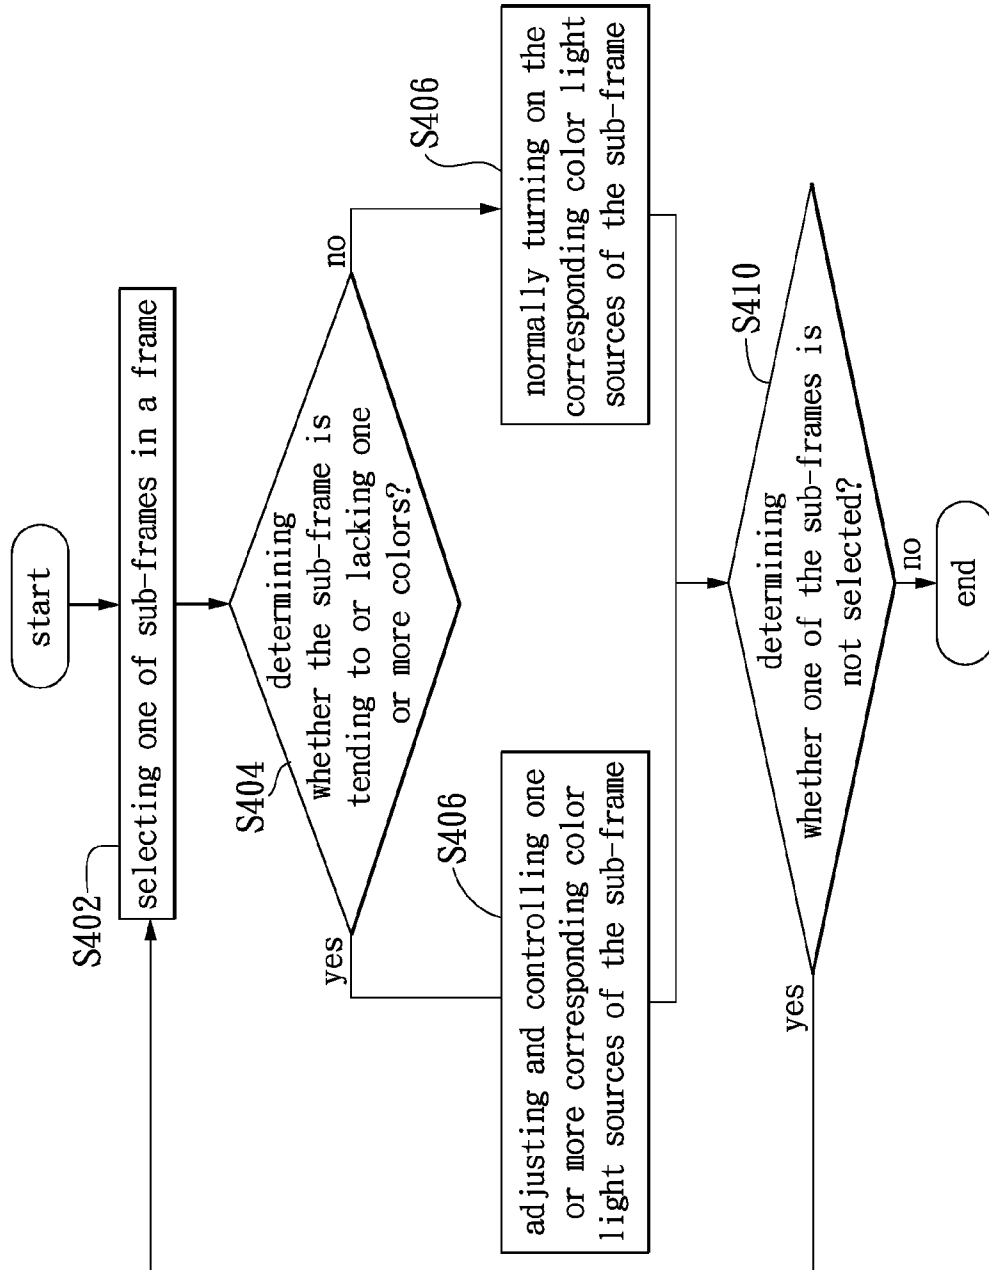 start
S402
selecting one of sub-frames in a frame
S404
determining
whether the sub-frame is
tending to or lacking one
or more colors?
yes
no
S406
adjusting and controlling one
or more corresponding color
light sources of the sub-frame
S406
normally turning on the
corresponding color light
sources of the sub-frame
S410
determining
whether one of the sub-frames is
not selected?
yes
no
end